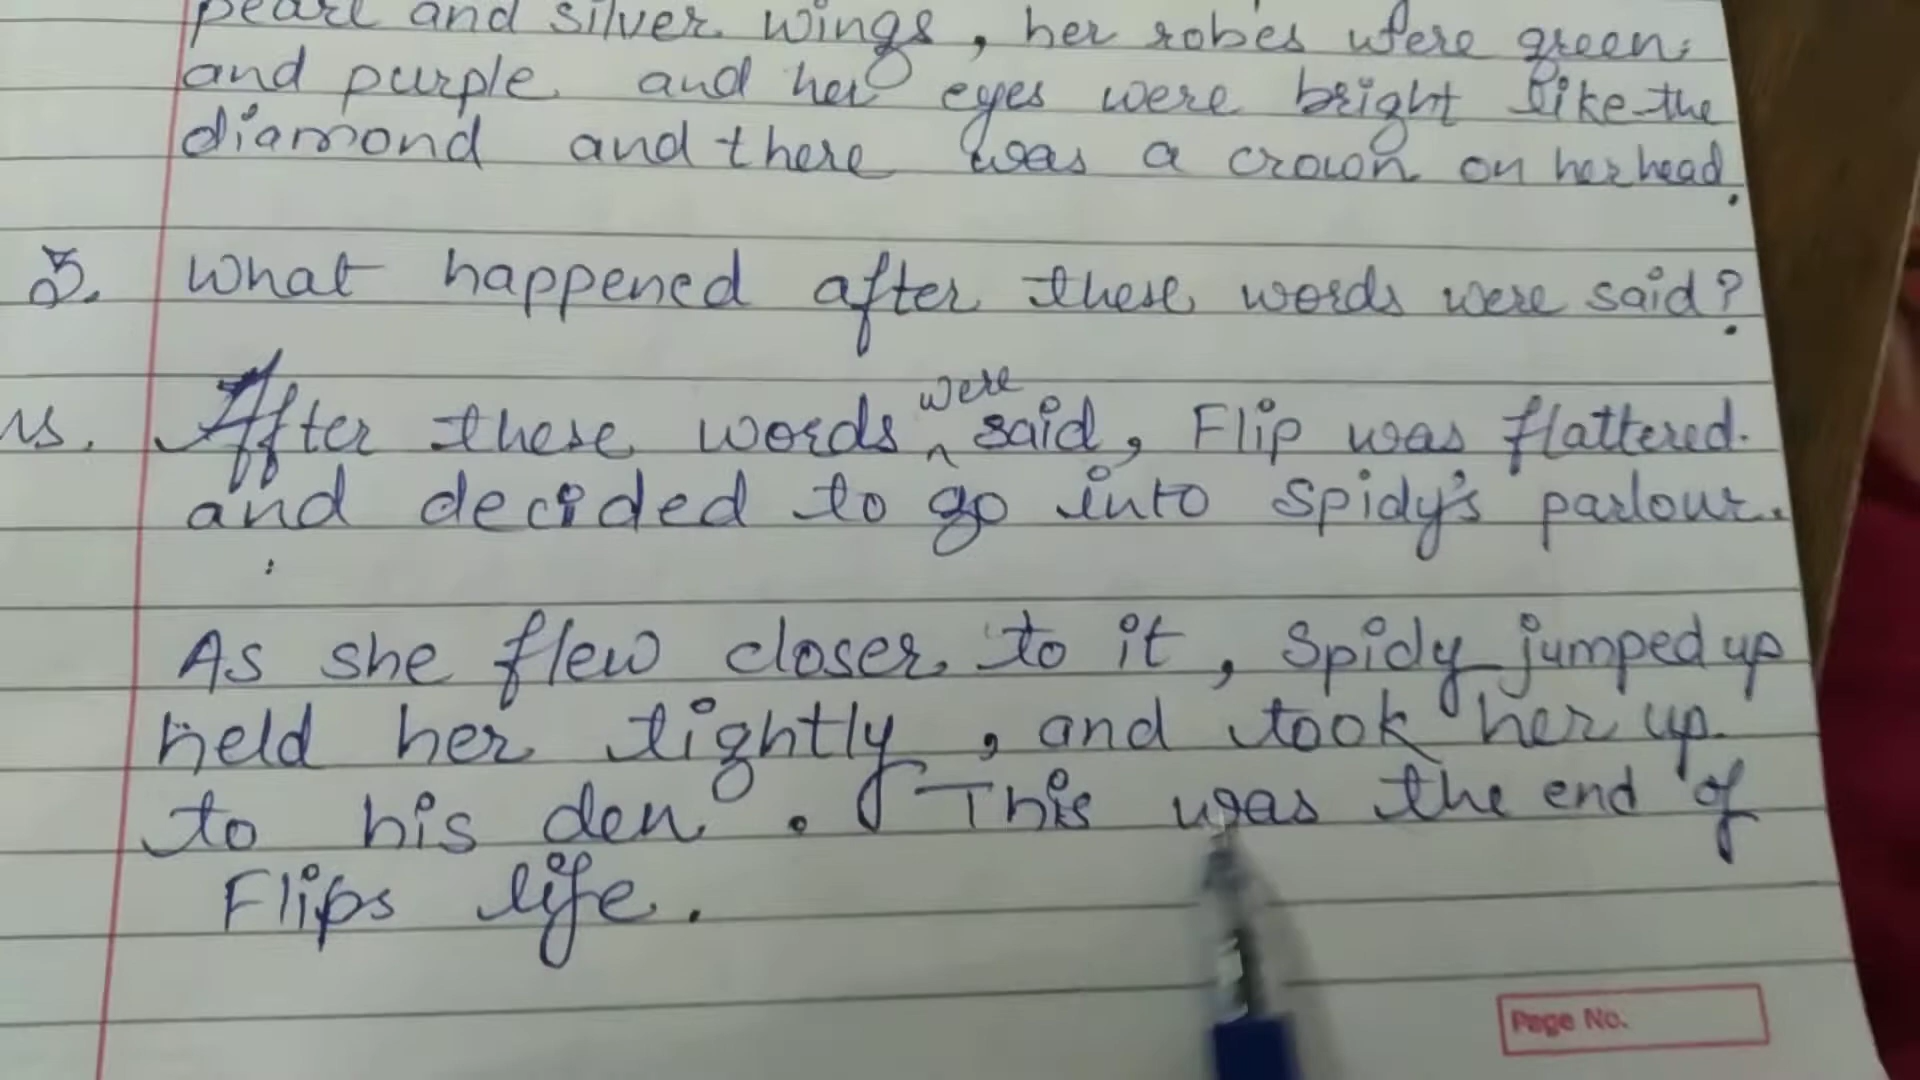 pearl and silver wings, her robes were green
and purple and her eyes were bright like the
diamond and there was a crown on her head.
3. What happened after these words were said?
ns. After these words were said, Flip was flattered
and decided to go into Spidy's parlour.
As she flew closer to it, Spidy jumped up
held her tightly, and took her up
to his den. This was the end of
Flips life.
Page No.